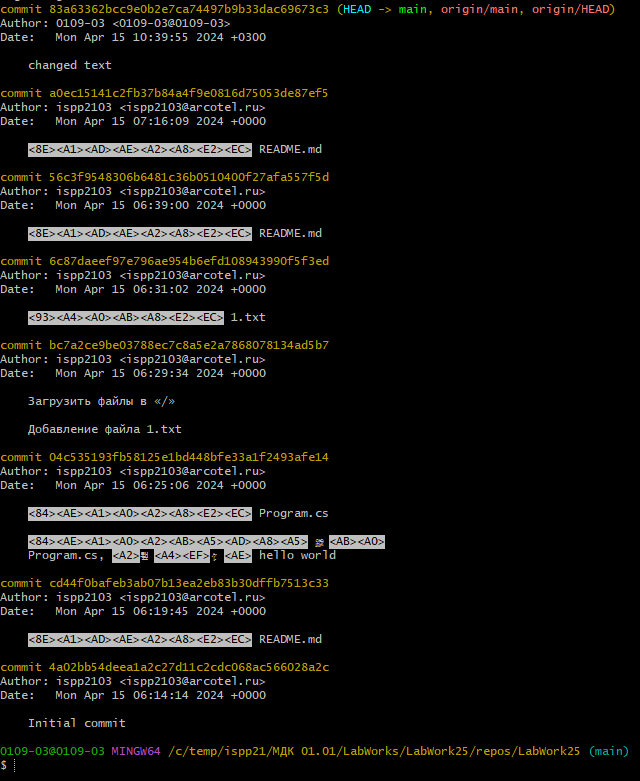 commit 83a63362bcc9e0b2e7ca74497b9b33dac69673c3 (HEAD -> main, origin/main, origin/HEAD)
Author: 0109-03 <0109-03@0109-03>
Date:   Mon Apr 15 10:39:55 2024 +0300
changed text
commit a0ec15141c2fb37b84a4f9e0816d75053de87ef5
Author: ispp2103 <ispp2103@arcotel.ru>
Date:   Mon Apr 15 07:16:09 2024 +0000
<8E><A1><AD><AE><A2><A8><E2><EC> README.md
commit 56c3f9548306b6481c36b0510400f27afa557f5d
Author: ispp2103 <ispp2103@arcotel.ru>
Date:   Mon Apr 15 06:39:00 2024 +0000
<8E><A1><AD><AE><A2><A8><E2><EC> README.md
commit 6c87daeef97e796ae954b6efd108943990f5f3ed
Author: ispp2103 <ispp2103@arcotel.ru>
Date:   Mon Apr 15 06:31:02 2024 +0000
<93><A4><A0><AB><A8><E2><EC> 1.txt
commit bc7a2ce9be03788ec7c8a5e2a7868078134ad5b7
Author: ispp2103 <ispp2103@arcotel.ru>
Date:   Mon Apr 15 06:29:34 2024 +0000
Загрузить файлы в «/»
Добавление файла 1.txt
commit 04c535193fb58125e1bd448bfe33a1f2493afe14
Author: ispp2103 <ispp2103@arcotel.ru>
Date:   Mon Apr 15 06:25:06 2024 +0000
<84><AE><A1><A0><A2><A8><E2><EC> Program.cs
<84><AE><A1><A0><A2><AB><A5><AD><A8><A5> <AB><A0>
Program.cs, <A2> <A4><EF> <AE> hello world
commit cd44f0bafeb3ab07b13ea2eb83b30dffb7513c33
Author: ispp2103 <ispp2103@arcotel.ru>
Date:   Mon Apr 15 06:19:45 2024 +0000
<8E><A1><AD><AE><A2><A8><E2><EC> README.md
commit 4a02bb54deea1a2c27d11c2cdc068ac566028a2c
Author: ispp2103 <ispp2103@arcotel.ru>
Date:   Mon Apr 15 06:14:14 2024 +0000
Initial commit
0109-03@0109-03 MINGW64 /c/temp/ispp21/МДК 01.01/LabWorks/LabWork25/repos/LabWork25 (main)
$